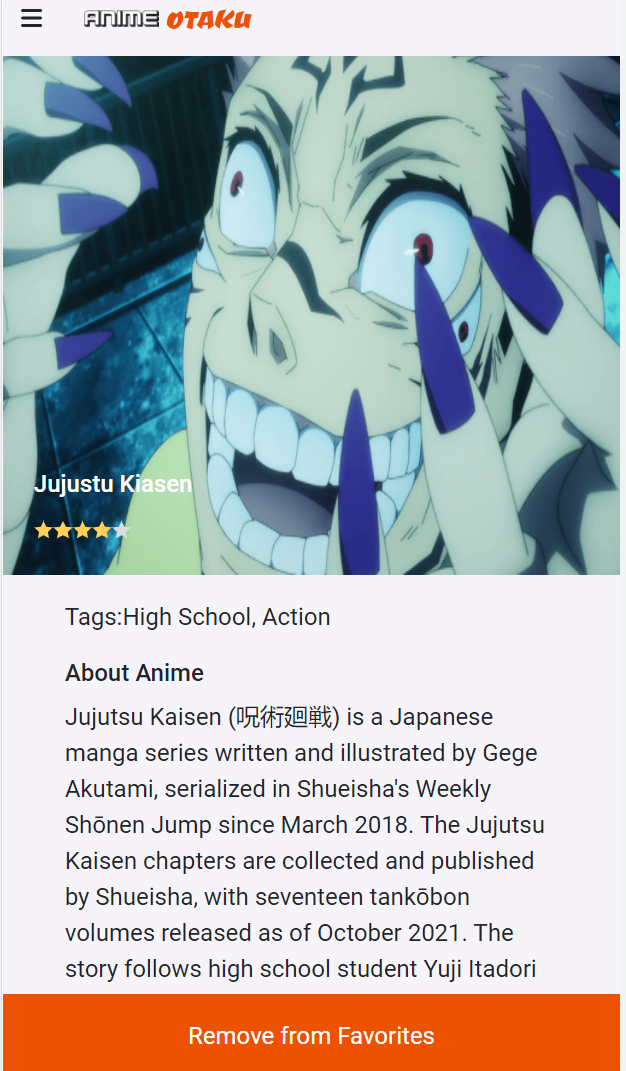 ANIME OTAKU
Jujustu Kiasen
Tags:High School, Action
About Anime
Jujutsu Kaisen (呪術廻戦) is a Japanese
manga series written and illustrated by Gege
Akutami, serialized in Shueisha's Weekly
Shōnen Jump since March 2018. The Jujutsu
Kaisen chapters are collected and published
by Shueisha, with seventeen tankōbon
volumes released as of October 2021. The
story follows high school student Yuji Itadori
Remove from Favorites